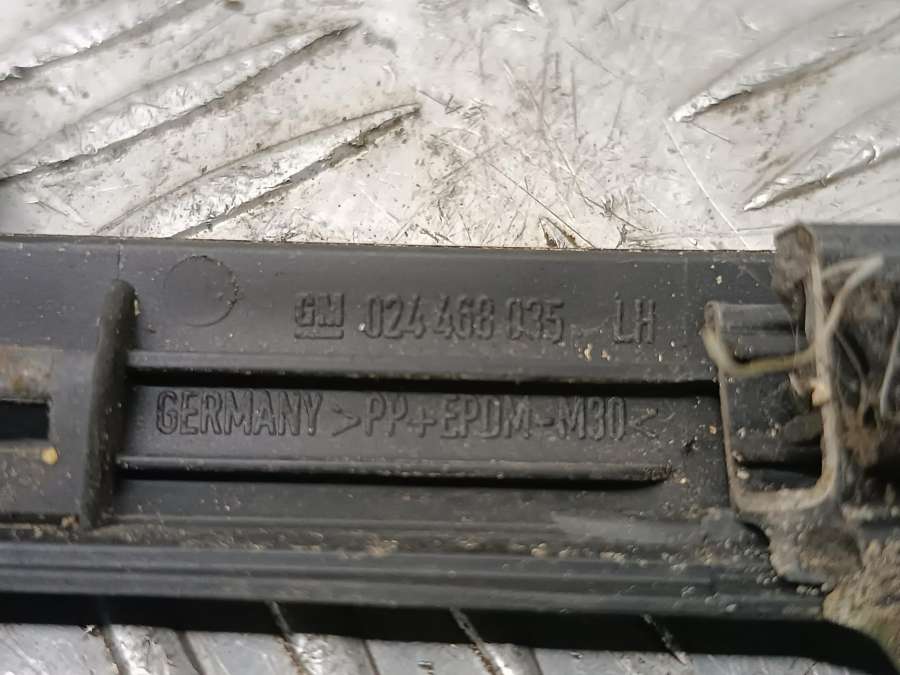 GM 024 468 035 LH
GERMANY >PP+EPDM-M30<